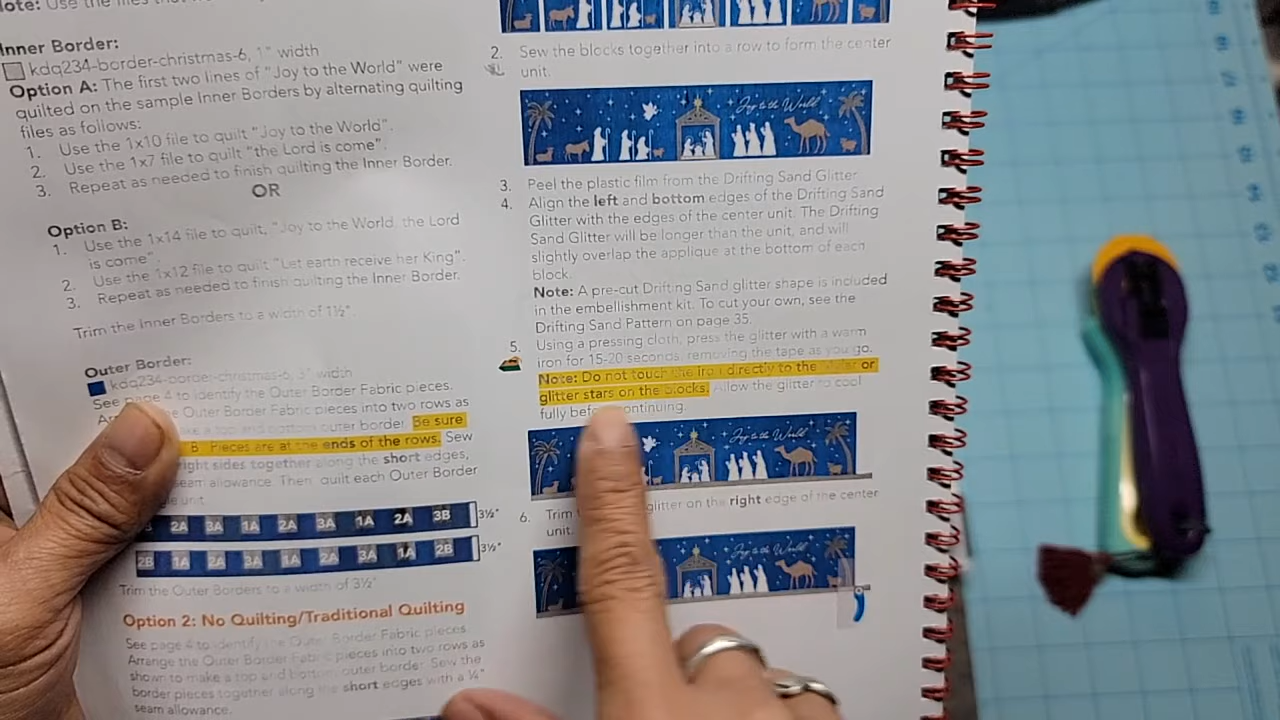 Note: Use the files that
Inner Border:
kdq234-border-christmas-6, 1" width
Option A: The first two lines of "Joy to the World" were
quilted on the sample Inner Borders by alternating quilting
files as follows:
1. Use the 1x10 file to quilt "Joy to the World".
2. Use the 1x7 file to quilt "the Lord is come".
3. Repeat as needed to finish quilting the Inner Border.
OR
Option B:
1. Use the 1x14 file to quilt, "Joy to the World, the Lord
is come".
2. Use the 1x12 file to quilt "Let earth receive her King".
3. Repeat as needed to finish quilting the Inner Border.
Trim the Inner Borders to a width of 1½".
Outer Border:
kdq234-border-christmas-6, 3" width
See page 4 to identify the Outer Border Fabric pieces.
the Outer Border Fabric pieces into two rows as
make a top and bottom outer border. Be sure
B Pieces are at the ends of the rows. Sew
right sides together along the short edges,
seam allowance. Then, quilt each Outer Border
unit.
2A 3A 1A 2A 3A 1A 2A 3B 3½"
2B 1A 2A 3A 1A 2A 3A 1A 2B 3½"
Trim the Outer Borders to a width of 3½"
Option 2: No Quilting/Traditional Quilting
See page 4 to identify the Outer Border Fabric pieces.
Arrange the Outer Border Fabric pieces into two rows as
shown to make a top and bottom outer border. Sew the
border pieces together along the short edges with a ¼"
seam allowance.
2. Sew the blocks together into a row to form the center
unit.
Joy to the World
3. Peel the plastic film from the Drifting Sand Glitter
4. Align the left and bottom edges of the Drifting Sand
Glitter with the edges of the center unit. The Drifting
Sand Glitter will be longer than the unit, and will
slightly overlap the applique at the bottom of each
block.
Note: A pre-cut Drifting Sand glitter shape is included
in the embellishment kit. To cut your own, see the
Drifting Sand Pattern on page 35.
5. Using a pressing cloth, press the glitter with a warm
iron for 15-20 seconds, removing the tape as you go.
Note: Do not touch the iron directly to the or
glitter stars on the blocks. Allow the glitter to cool
fully before continuing.
Joy to the World
6. Trim glitter on the right edge of the center
unit.
Joy to the World